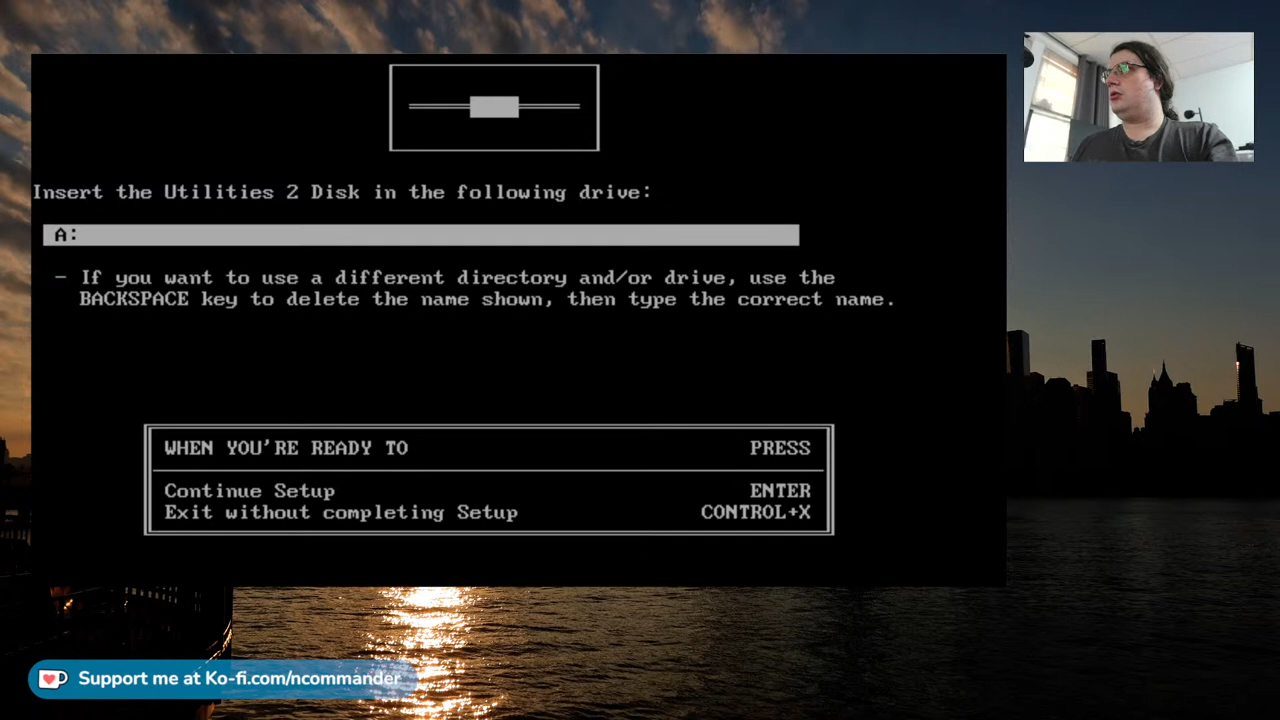 Insert the Utilities 2 Disk in the following drive:
A:
- If you want to use a different directory and/or drive, use the
BACKSPACE key to delete the name shown, then type the correct name.
WHEN YOU'RE READY TO PRESS
Continue Setup ENTER
Exit without completing Setup CONTROL+X
Support me at Ko-fi.com/ncommander